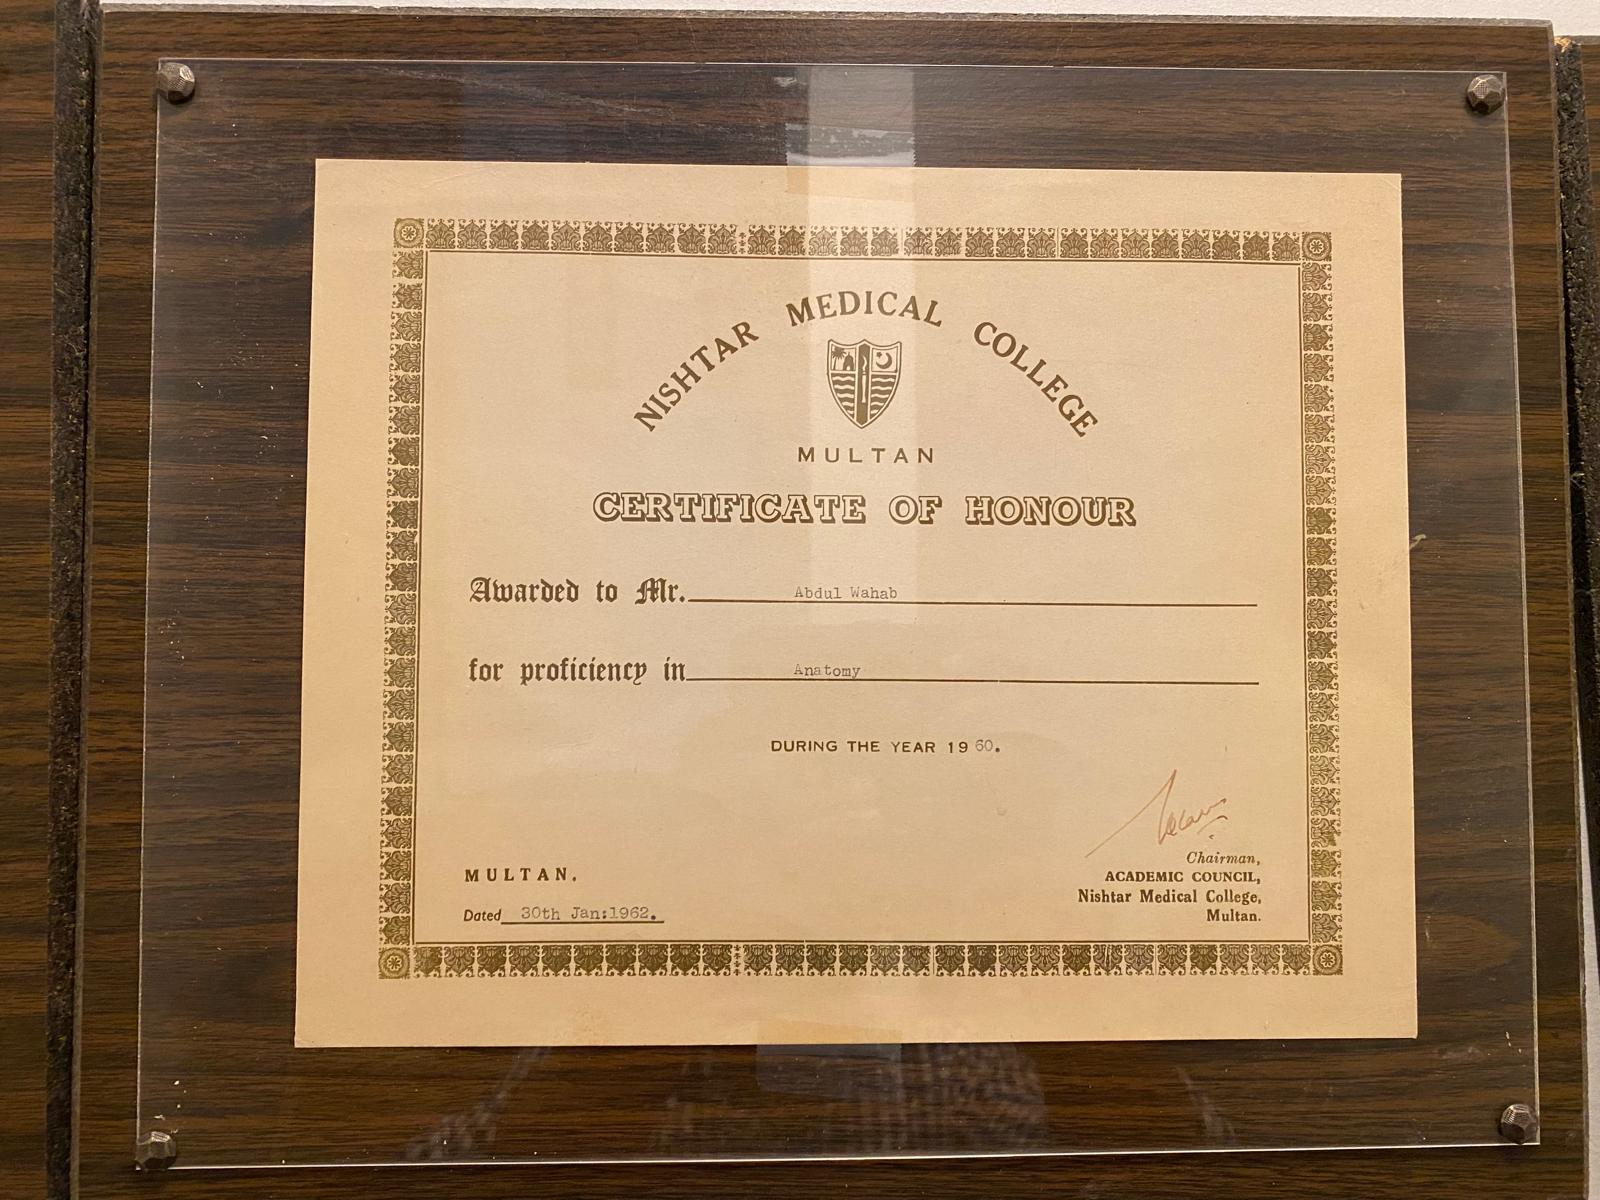 NISHTAR MEDICAL COLLEGE
MULTAN
CERTIFICATE OF HONOUR
Awarded to Mr. Abdul Wahab
for proficiency in Anatomy
DURING THE YEAR 1960.
Chairman,
ACADEMIC COUNCIL,
Nishtar Medical College,
Multan.
MULTAN.
Dated 30th Jan:1962.